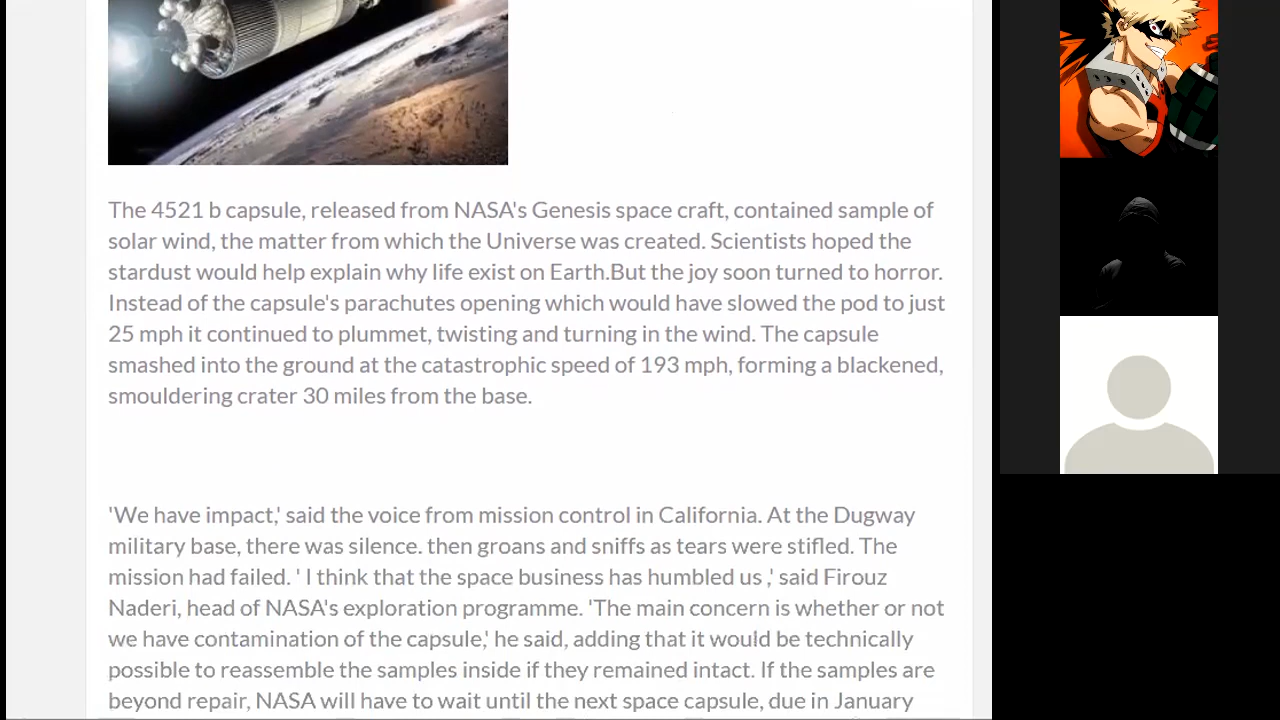 The 4521 b capsule, released from NASA's Genesis space craft, contained sample of
solar wind, the matter from which the Universe was created. Scientists hoped the
stardust would help explain why life exist on Earth.But the joy soon turned to horror.
Instead of the capsule's parachutes opening which would have slowed the pod to just
25 mph it continued to plummet, twisting and turning in the wind. The capsule
smashed into the ground at the catastrophic speed of 193 mph, forming a blackened,
smouldering crater 30 miles from the base.
'We have impact,' said the voice from mission control in California. At the Dugway
military base, there was silence. then groans and sniffs as tears were stifled. The
mission had failed. ' I think that the space business has humbled us ,' said Firouz
Naderi, head of NASA's exploration programme. 'The main concern is whether or not
we have contamination of the capsule,' he said, adding that it would be technically
possible to reassemble the samples inside if they remained intact. If the samples are
beyond repair, NASA will have to wait until the next space capsule, due in January